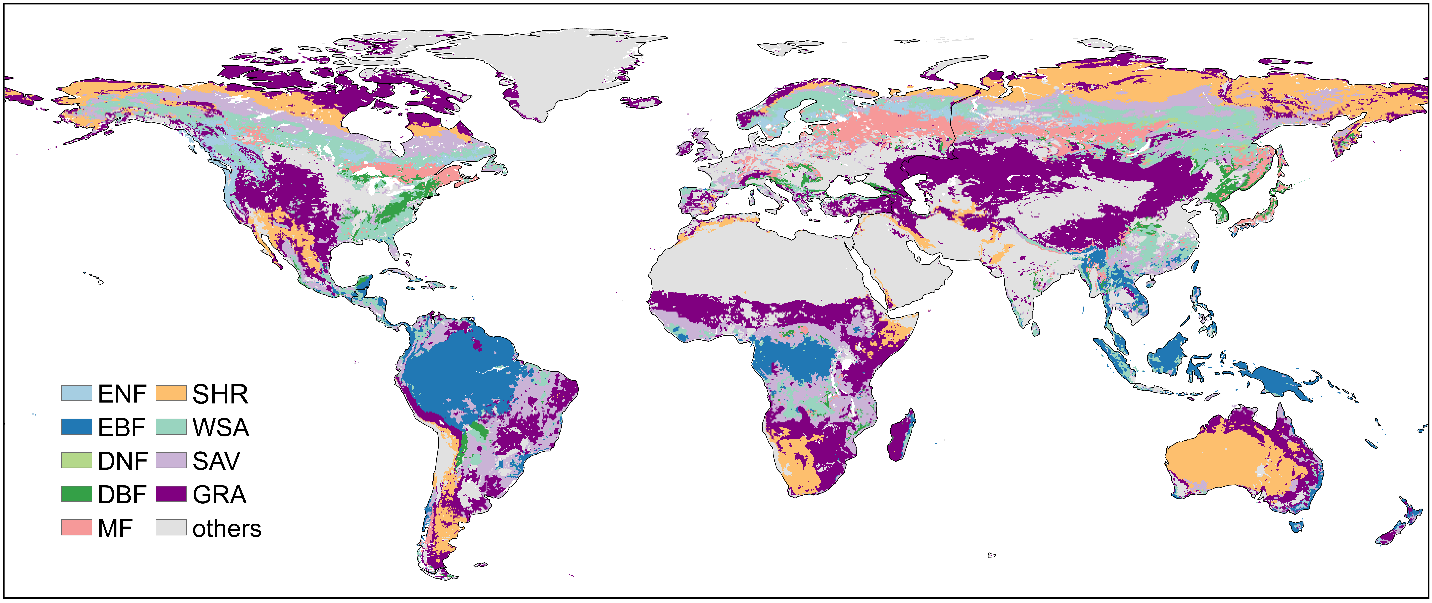 ENF SHR
EBF WSA
DNF SAV
DBF GRA
MF others